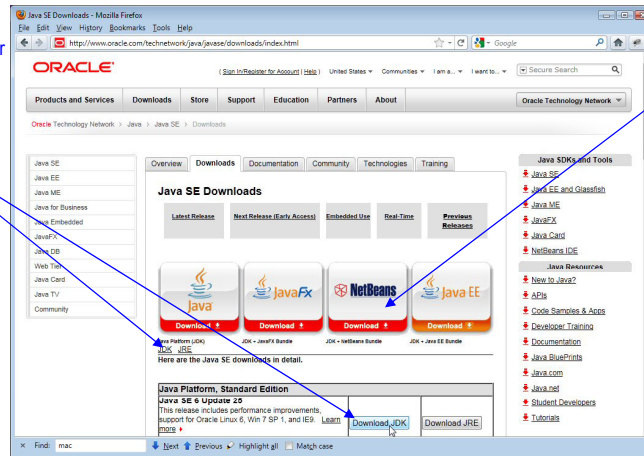 Java SE Downloads - Mozilla Firefox
File Edit View History Bookmarks Tools Help
http://www.oracle.com/technetwork/java/javase/downloads/index.html
Google
ORACLE
(Sign In/Register for Account | Help) United States Communities I am a... I want to...
Secure Search
Products and Services Downloads Store Support Education Partners About
Oracle Technology Network
Oracle Technology Network > Java > Java SE > Downloads
Java SE
Java EE
Java ME
Java for Business
Java Embedded
JavaFX
Java DB
Web Tier
Java Card
Java TV
Community
Overview Downloads Documentation Community Technologies Training
Java SE Downloads
Latest Release Next Release (Early Access) Embedded Use Real-Time Previous Releases
Java JavaFX NetBeans Java EE
Download Download Download Download
Java Platform (JDK) JDK + JavaFX Bundle JDK + NetBeans Bundle JDK + Java EE Bundle
JDK JRE
Here are the Java SE downloads in detail.
Java Platform, Standard Edition
Java SE 6 Update 25
This release includes performance improvements,
support for Oracle Linux 6, Win 7 SP 1, and IE9. Learn
more
Download JDK Download JRE
Java SDKs and Tools
Java SE
Java EE and Glassfish
Java ME
JavaFX
Java Card
NetBeans IDE
Java Resources
New to Java?
APIs
Code Samples & Apps
Developer Training
Documentation
Java BluePrints
Java.com
Java.net
Student Developers
Tutorials
× Find: mac Next Previous Highlight all Match case